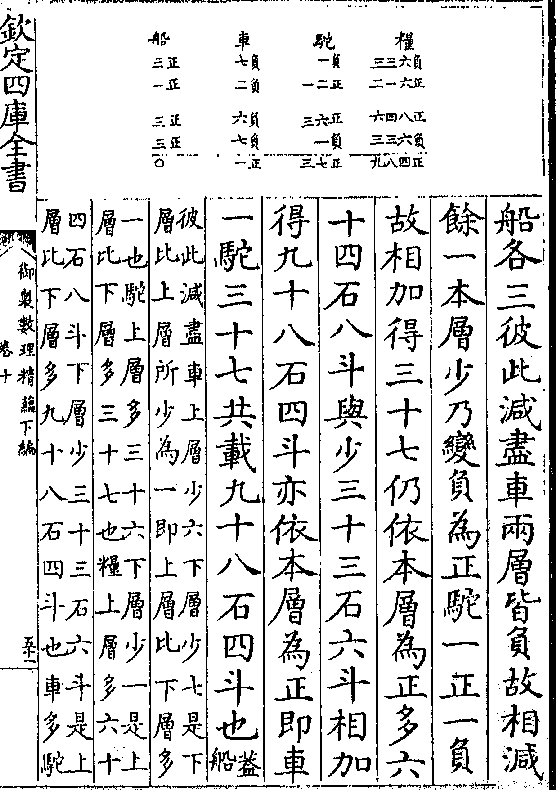 糧
三三六負
二一六正
六四八正
三三六負
九八四正
駝
一負
一二正
三六正
一負
三七正
車
七負
二負
六負
七負
一正
船
三正
一正
三正
三正
〇
船各三彼此減盡車兩層皆負故相減
餘一本層少乃變負為正駝一正一負
故相加得三十七仍依本層為正多六
十四石八斗與少三十三石六斗相加
得九十八石四斗亦依本層為正即車
一駝三十七共載九十八石四斗也蓋船
彼此減盡車上層少六下層少七是下
層比上層所少為一即上層比下層多
一也駝上層多三十六下層少一是上
層比下層多三十七也糧上層多六十
四石八斗下層少三十三石六斗是上
層比下層多九十八石四斗也車多駝
欽定四庫全書
御製數理精蘊下編
卷十